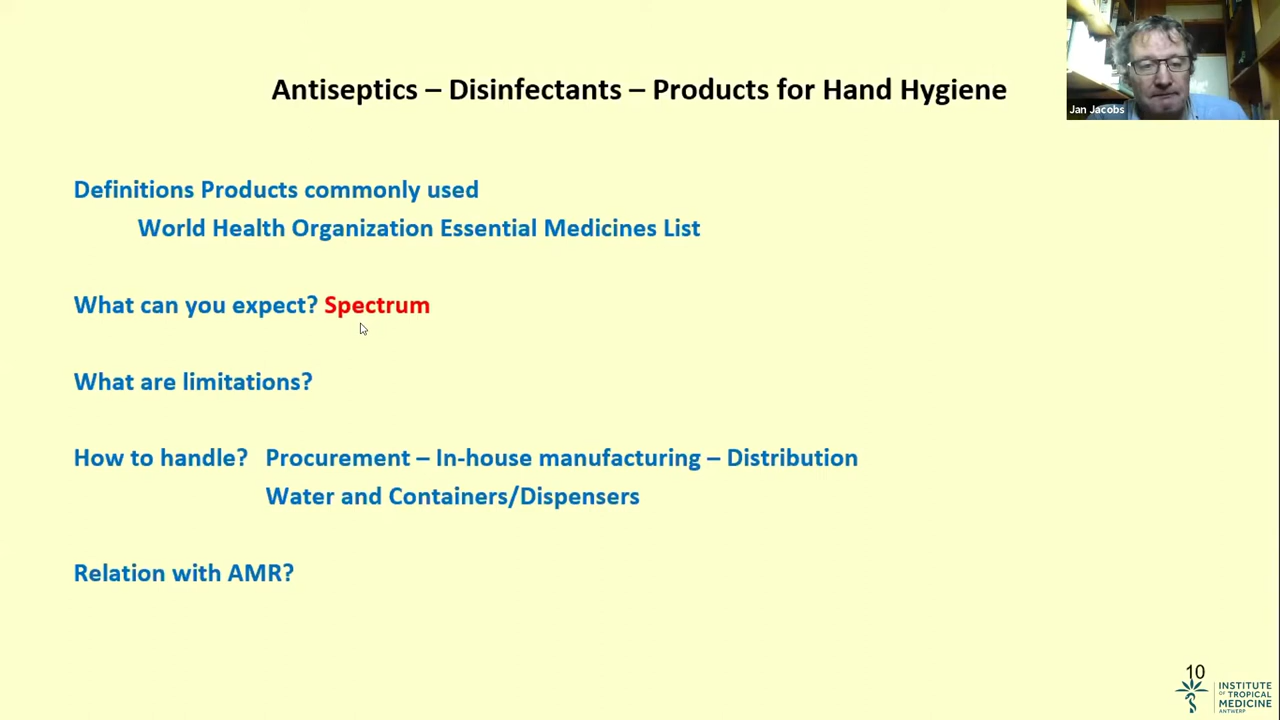 Antiseptics – Disinfectants – Products for Hand Hygiene
Jan Jacobs
Definitions Products commonly used
World Health Organization Essential Medicines List
What can you expect? Spectrum
What are limitations?
How to handle? Procurement – In-house manufacturing – Distribution
Water and Containers/Dispensers
Relation with AMR?
10
INSTITUTE
OF TROPICAL
MEDICINE
ANTWERP